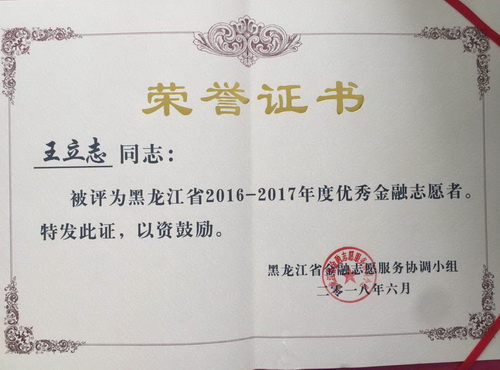 荣誉证书
王立志 同志：
被评为黑龙江省2016-2017年度优秀金融志愿者。
特发此证，以资鼓励。
黑龙江省金融志愿服务协调小组
二〇一八年六月